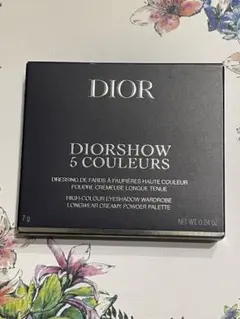 DIOR
DIORSHOW
5 COULEURS
DRESSING DE FARDS À PAUPIÈRES HAUTE COULEUR
POUDRE CRÉMEUSE LONGUE TENUE
HIGH-COLOUR EYESHADOW WARDROBE
LONGWEAR CREAMY POWDER PALETTE
7 g
NET WT. 0.24 OZ